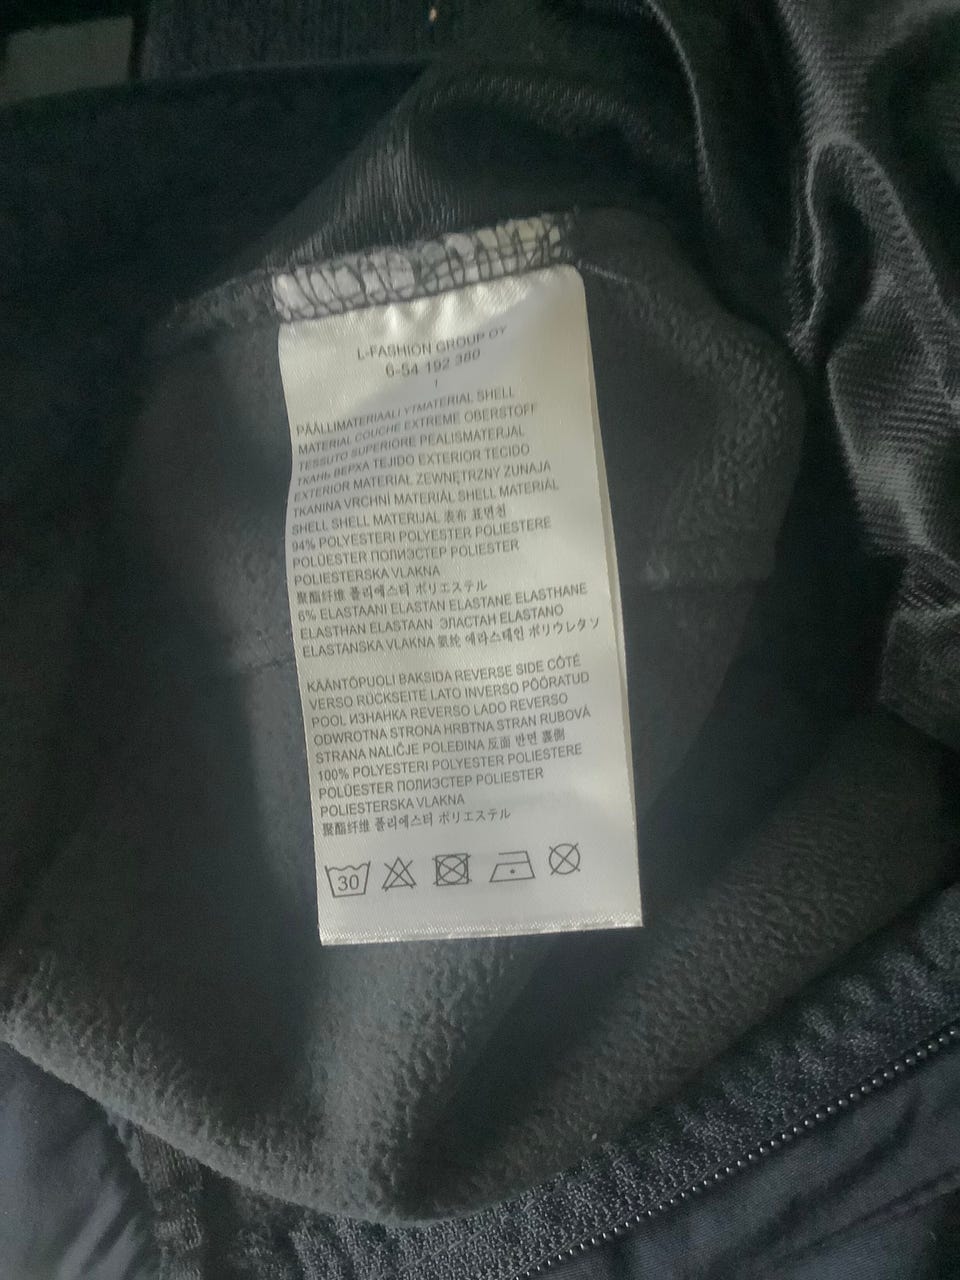 L-FASHION GROUP OY
6-54 192 380
1
PÄÄLLIMATERIAALI YTMATERIAL SHELL
MATERIAL COUCHE EXTREME OBERSTOFF
TESSUTO SUPERIORE PEALISMATERJAL
ТКАНЬ ВЕРХА TEJIDO EXTERIOR TECIDO
EXTERIOR MATERIAŁ ZEWNĘTRZNY ZUNAJA
TKANINA VRCHNÍ MATERIÁL SHELL MATERIÁL
SHELL SHELL MATERIJAL 表布 표면천
94% POLYESTERI POLYESTER POLIESTERE
POLÜESTER ПОЛИЭСТЕР POLIESTER
POLIESTERSKA VLAKNA
聚酯纤维 폴리에스터 ポリエステル
6% ELASTAANI ELASTAN ELASTANE ELASTHANE
ELASTHAN ELASTAAN ЭЛАСТАН ELASTANO
ELASTANSKA VLAKNA 氨纶 에라스테인 ポリウレタン
KÄÄNTÖPUOLI BAKSIDA REVERSE SIDE CÔTÉ
VERSO RÜCKSEITE LATO INVERSO PÖÖRATUD
POOL ИЗНАНКА REVERSO LADO REVERSO
ODWROTNA STRONA HRBTNA STRAN RUBOVÁ
STRANA NALIČJE POLEĐINA 反面 반면 裏側
100% POLYESTERI POLYESTER POLIESTERE
POLÜESTER ПОЛИЭСТЕР POLIESTER
POLIESTERSKA VLAKNA
聚酯纤维 폴리에스터 ポリエステル
30